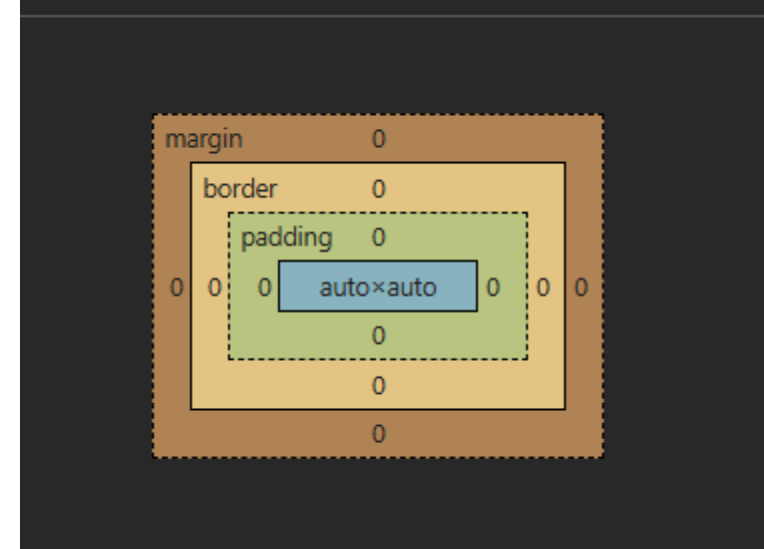 margin 0
border 0
padding 0
0 0 0 auto×auto 0 0 0
0
0
0